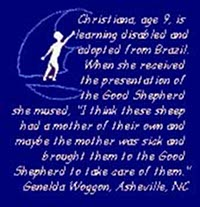 Christiana, age 9, is
learning disabled and
adopted from Brazil.
When she received
the presentation of
the Good Shepherd
she mused, "I think these sheep
had a mother of their own and
maybe the mother was sick and
brought them to the Good
Shepherd to take care of them."
Genelda Woggon, Asheville, NC